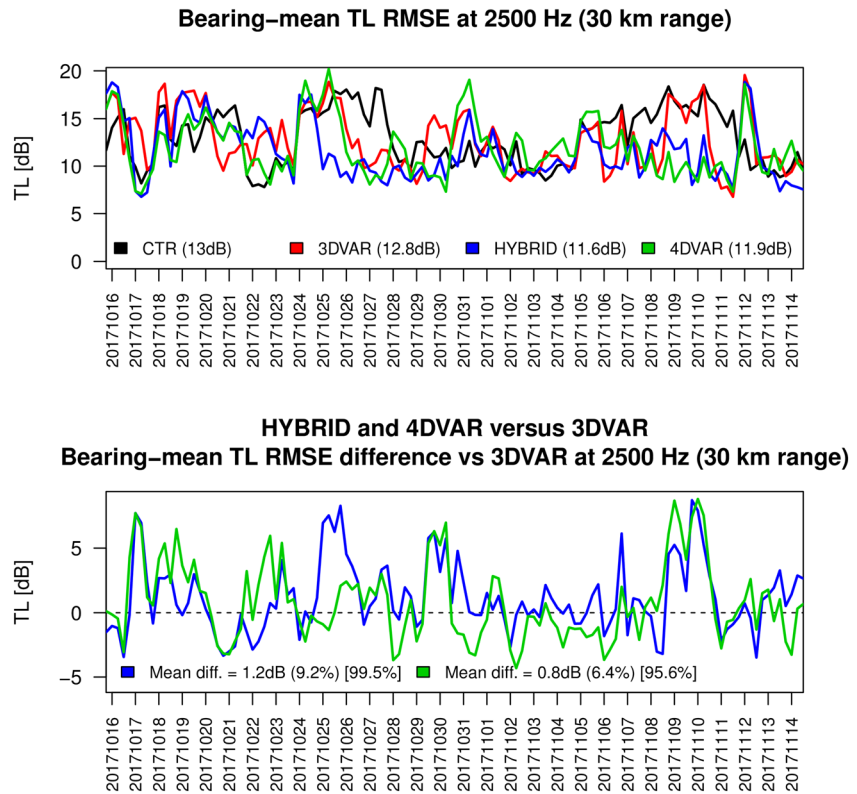 Bearing−mean TL RMSE at 2500 Hz (30 km range)
TL [dB]
20
15
10
5
0
CTR (13dB) 3DVAR (12.8dB) HYBRID (11.6dB) 4DVAR (11.9dB)
20171016 20171017 20171018 20171019 20171020 20171021 20171022 20171023 20171024 20171025 20171026 20171027 20171028 20171029 20171030 20171031 20171101 20171102 20171103 20171104 20171105 20171106 20171107 20171108 20171109 20171110 20171111 20171112 20171113 20171114
HYBRID and 4DVAR versus 3DVAR
Bearing−mean TL RMSE difference vs 3DVAR at 2500 Hz (30 km range)
TL [dB]
5
0
−5
Mean diff. = 1.2dB (9.2%) [99.5%] Mean diff. = 0.8dB (6.4%) [95.6%]
20171016 20171017 20171018 20171019 20171020 20171021 20171022 20171023 20171024 20171025 20171026 20171027 20171028 20171029 20171030 20171031 20171101 20171102 20171103 20171104 20171105 20171106 20171107 20171108 20171109 20171110 20171111 20171112 20171113 20171114